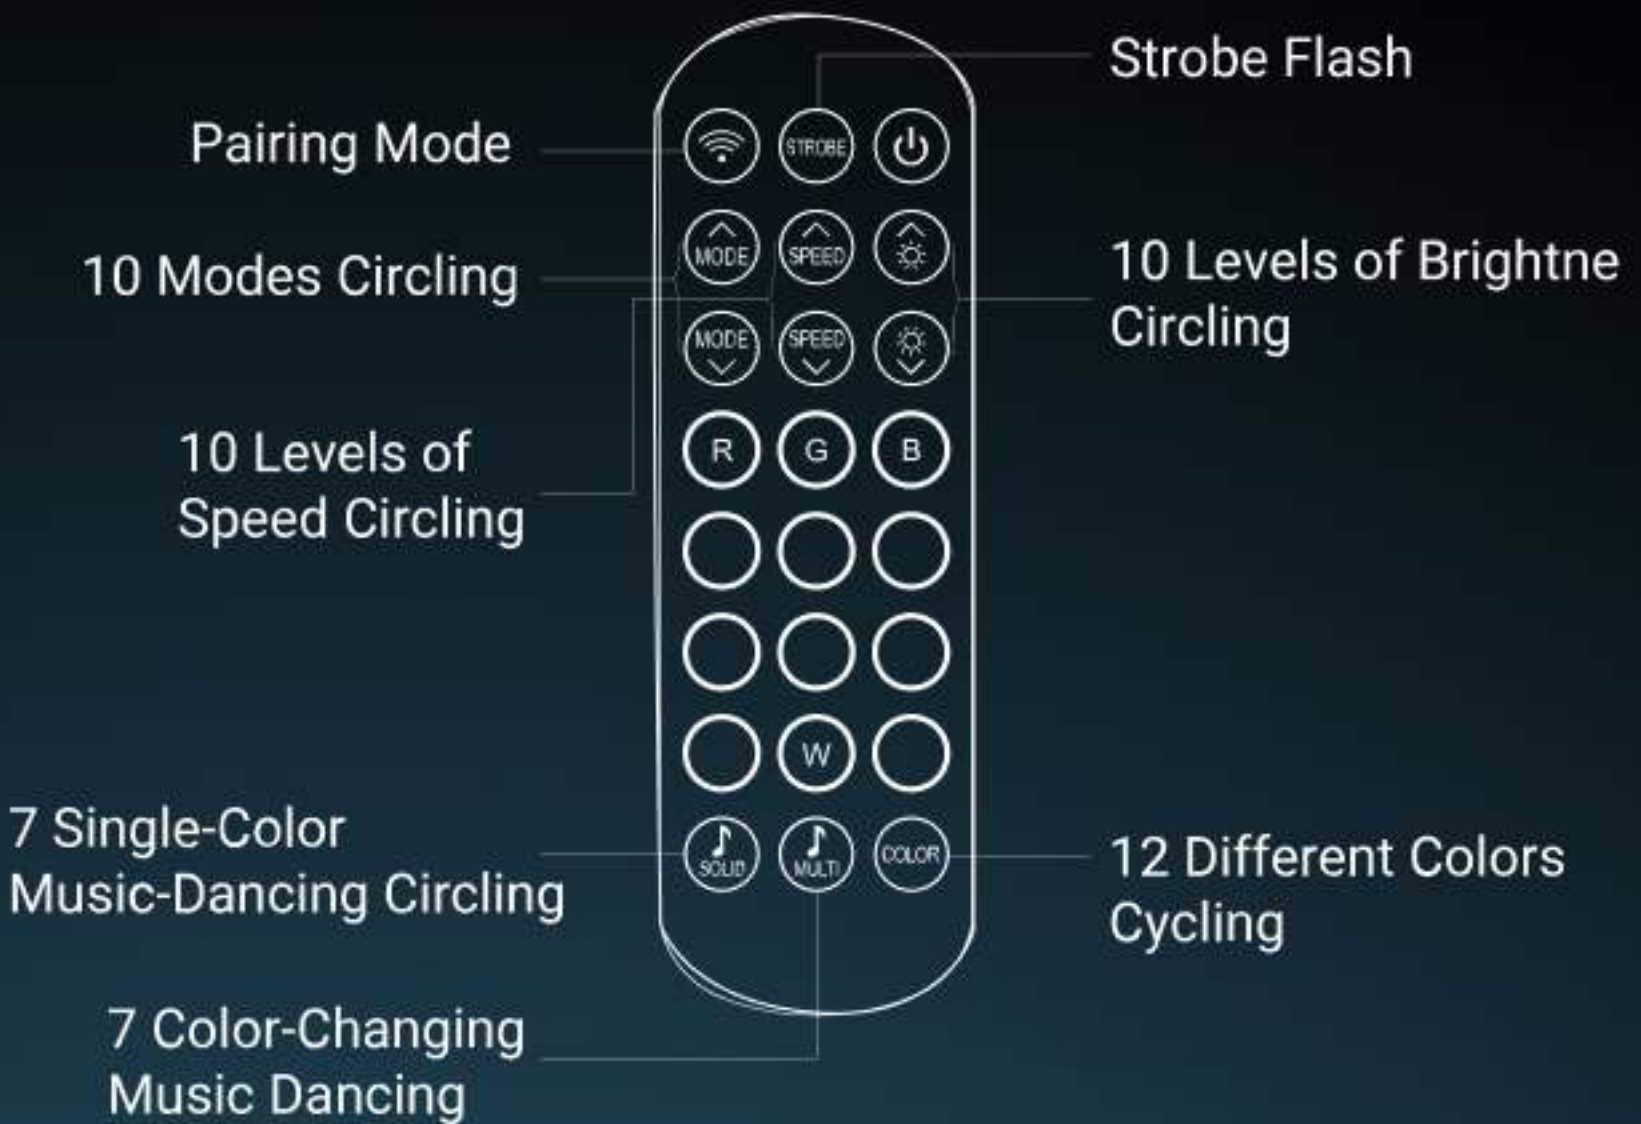 Strobe Flash
Pairing Mode
STROBE
10 Modes Circling
MODE
SPEED
10 Levels of Brightne
Circling
MODE
SPEED
10 Levels of
Speed Circling
R
G
B
W
7 Single-Color
Music-Dancing Circling
SOLID
MULTI
COLOR
12 Different Colors
Cycling
7 Color-Changing
Music Dancing